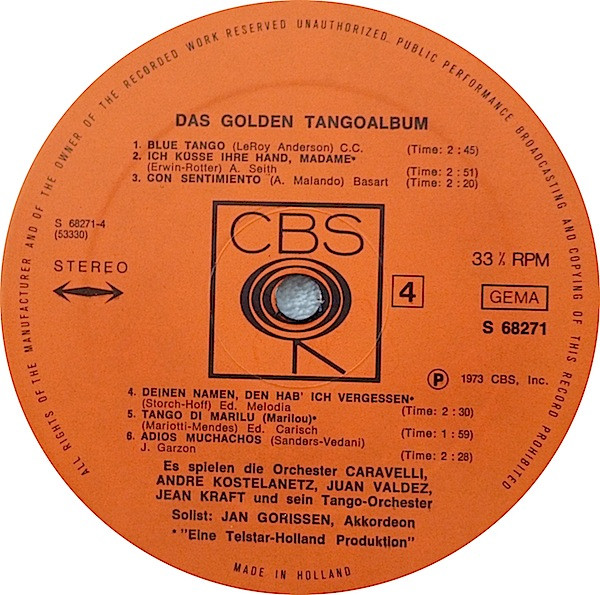 ALL RIGHTS OF THE MANUFACTURER AND OF THE OWNER OF THE RECORDED WORK RESERVED UNAUTHORIZED. PUBLIC PERFORMANCE BROADCASTING AND COPYING OF THIS RECORD PROHIBITED
DAS GOLDEN TANGOALBUM
1. BLUE TANGO (LeRoy Anderson) C.C. (Time: 2 : 45)
2. ICH KÜSSE IHRE HAND, MADAME*
(Erwin-Rotter) A. Seith (Time: 2 : 51)
3. CON SENTIMIENTO (A. Malando) Basart (Time: 2 : 20)
S 68271-4
(53330)
STEREO
CBS
4
33⅓ RPM
GEMA
S 68271
P 1973 CBS, Inc.
4. DEINEN NAMEN, DEN HAB' ICH VERGESSEN*
(Storch-Hoff) Ed. Melodia (Time: 2 : 30)
5. TANGO DI MARILU (Marilou)*
(Mariotti-Mendes) Ed. Carisch (Time: 1 : 59)
6. ADIOS MUCHACHOS (Sanders-Vedani)
J. Garzon (Time: 2 : 28)
Es spielen die Orchester CARAVELLI,
ANDRE KOSTELANETZ, JUAN VALDEZ,
JEAN KRAFT und sein Tango-Orchester
Solist: JAN GORISSEN, Akkordeon
* "Eine Telstar-Holland Produktion"
MADE IN HOLLAND